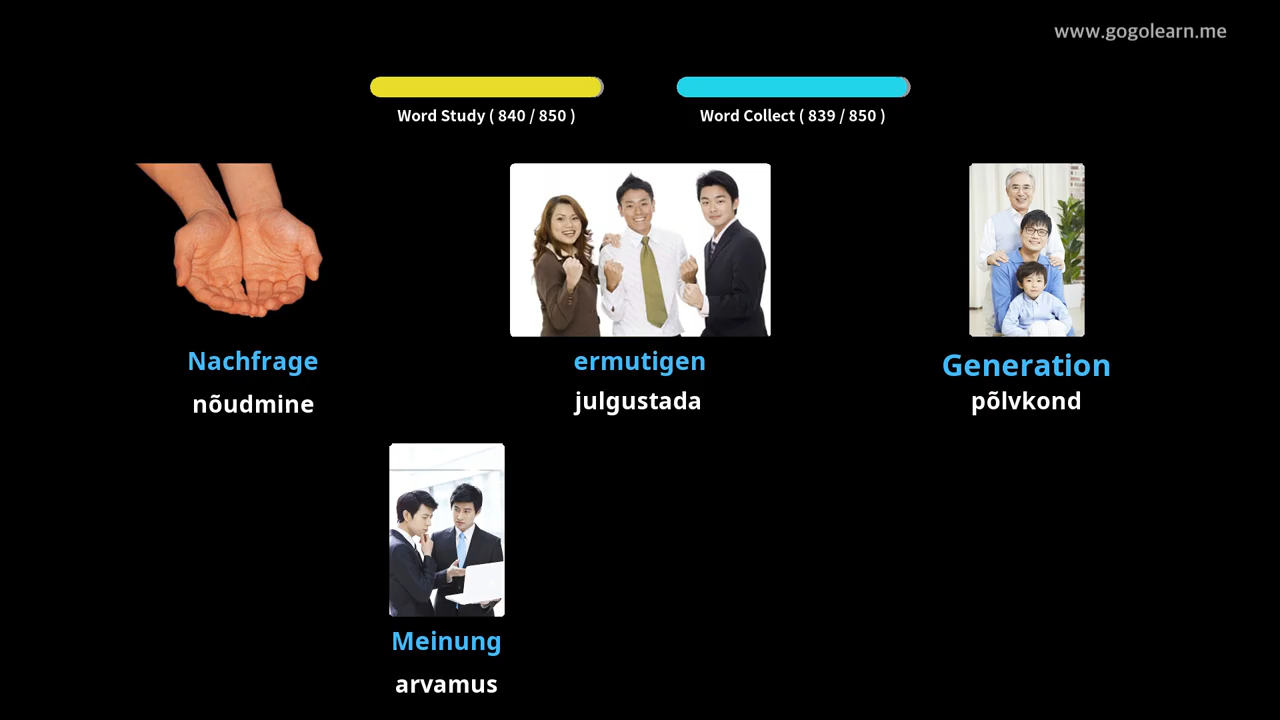 www.gogolearn.me
Word Study ( 840 / 850 )
Word Collect ( 839 / 850 )
Nachfrage
nõudmine
ermutigen
julgustada
Generation
põlvkond
Meinung
arvamus